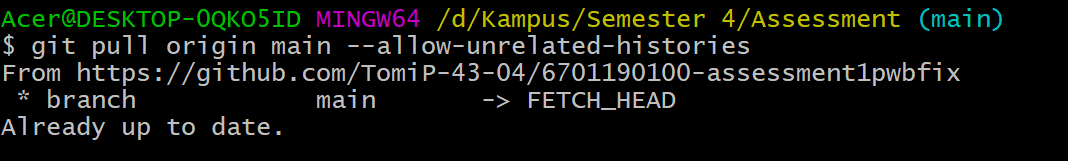 Acer@DESKTOP-0QKO5ID MINGW64 /d/Kampus/Semester 4/Assessment (main)
$ git pull origin main --allow-unrelated-histories
From https://github.com/TomiP-43-04/6701190100-assessment1pwbfix
 * branch            main       -> FETCH_HEAD
Already up to date.